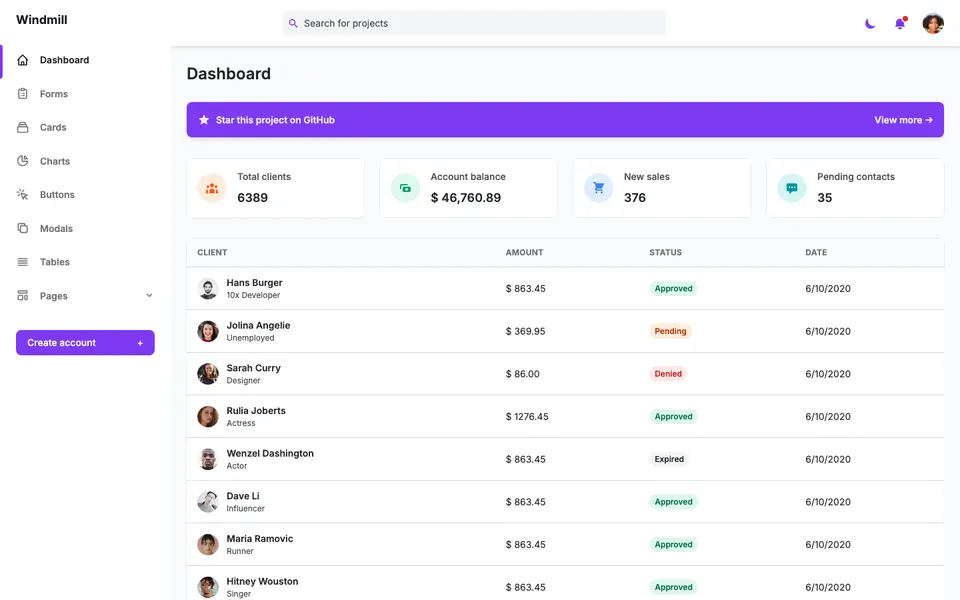 Windmill
Search for projects
Dashboard
Forms
Cards
Charts
Buttons
Modals
Tables
Pages
Create account +
Dashboard
Star this project on GitHub
View more →
Total clients
6389
Account balance
$ 46,760.89
New sales
376
Pending contacts
35
CLIENT AMOUNT STATUS DATE
Hans Burger
10x Developer
$ 863.45 Approved 6/10/2020
Jolina Angelie
Unemployed
$ 369.95 Pending 6/10/2020
Sarah Curry
Designer
$ 86.00 Denied 6/10/2020
Rulia Joberts
Actress
$ 1276.45 Approved 6/10/2020
Wenzel Dashington
Actor
$ 863.45 Expired 6/10/2020
Dave Li
Influencer
$ 863.45 Approved 6/10/2020
Maria Ramovic
Runner
$ 863.45 Approved 6/10/2020
Hitney Wouston
Singer
$ 863.45 Approved 6/10/2020